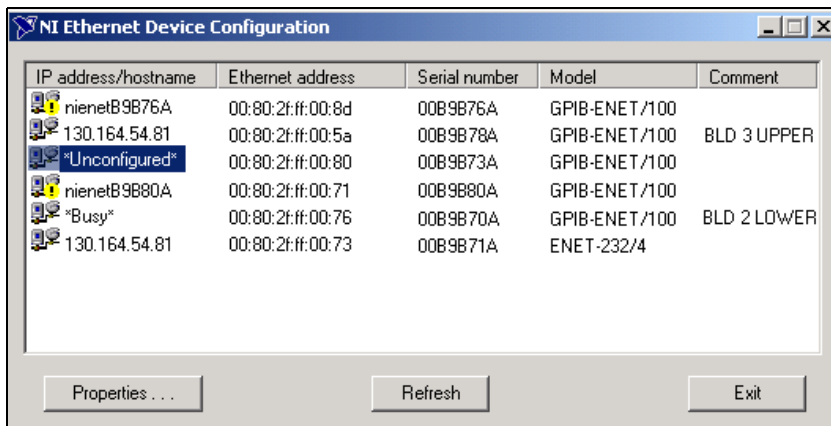 NI Ethernet Device Configuration
IP address/hostname Ethernet address Serial number Model Comment
nienetB9B76A 00:80:2f:ff:00:8d 00B9B76A GPIB-ENET/100
130.164.54.81 00:80:2f:ff:00:5a 00B9B78A GPIB-ENET/100 BLD 3 UPPER
*Unconfigured* 00:80:2f:ff:00:80 00B9B73A GPIB-ENET/100
nienetB9B80A 00:80:2f:ff:00:71 00B9B80A GPIB-ENET/100
*Busy* 00:80:2f:ff:00:76 00B9B70A GPIB-ENET/100 BLD 2 LOWER
130.164.54.81 00:80:2f:ff:00:73 00B9B71A ENET-232/4
Properties . . . Refresh Exit